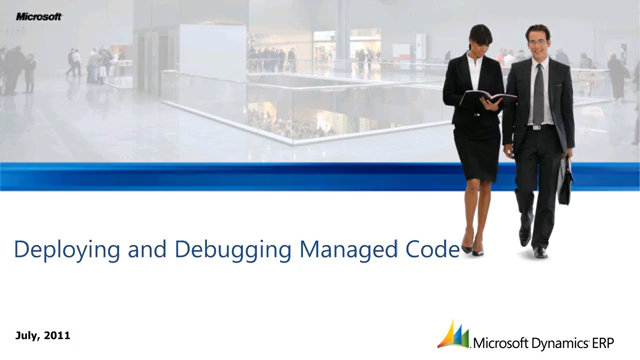 Microsoft
Deploying and Debugging Managed Code
July, 2011
Microsoft Dynamics ERP